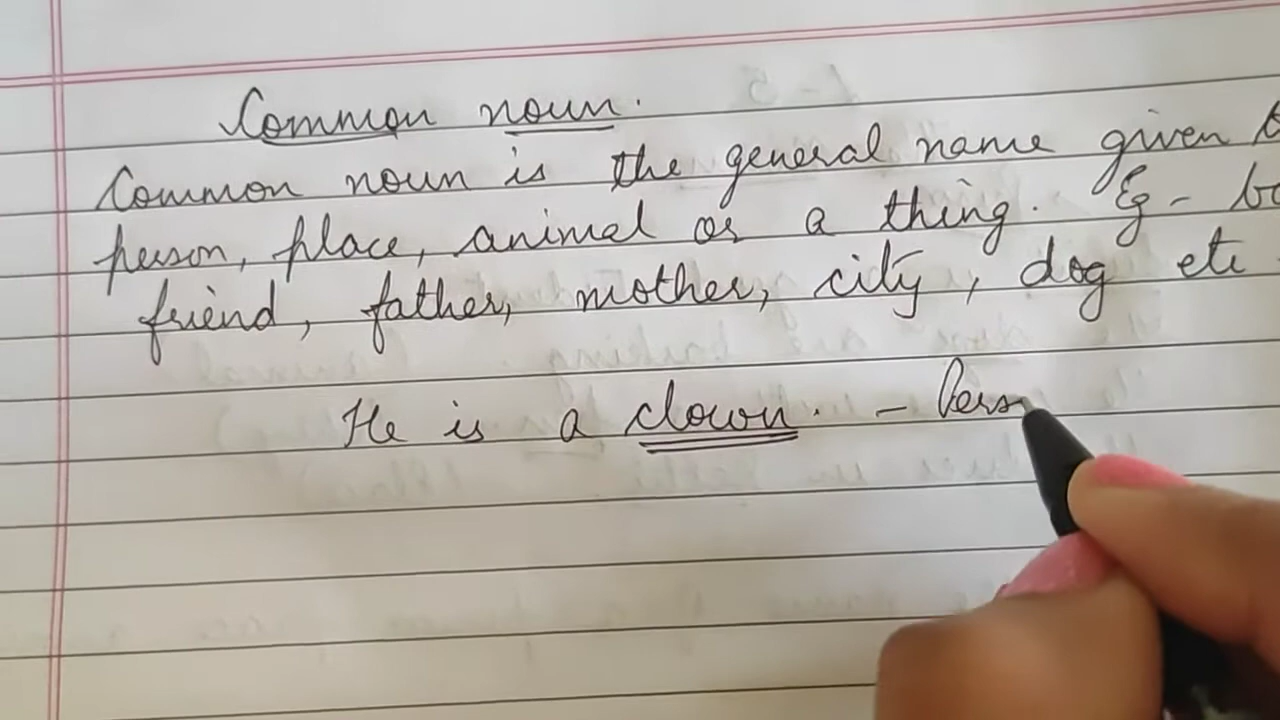 Common noun.
Common noun is the general name given
person, place, animal or a thing. Eg -
friend, father, mother, city, dog etc
He is a clown. - Perso